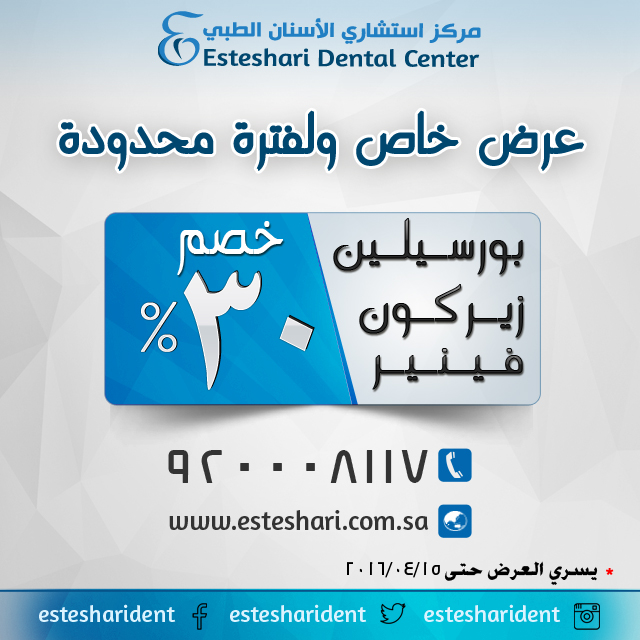 مركز استشاري الأسنان الطبي
Esteshari Dental Center
عرض خاص ولفترة محدودة
بورسيلين
زيركون
فينير
خصم
٣٠%
٩٢٠٠٠٨١١٧
www.esteshari.com.sa
* يسري العرض حتى ٢٠١٦/٠٤/١٥
estesharident estesharident estesharident